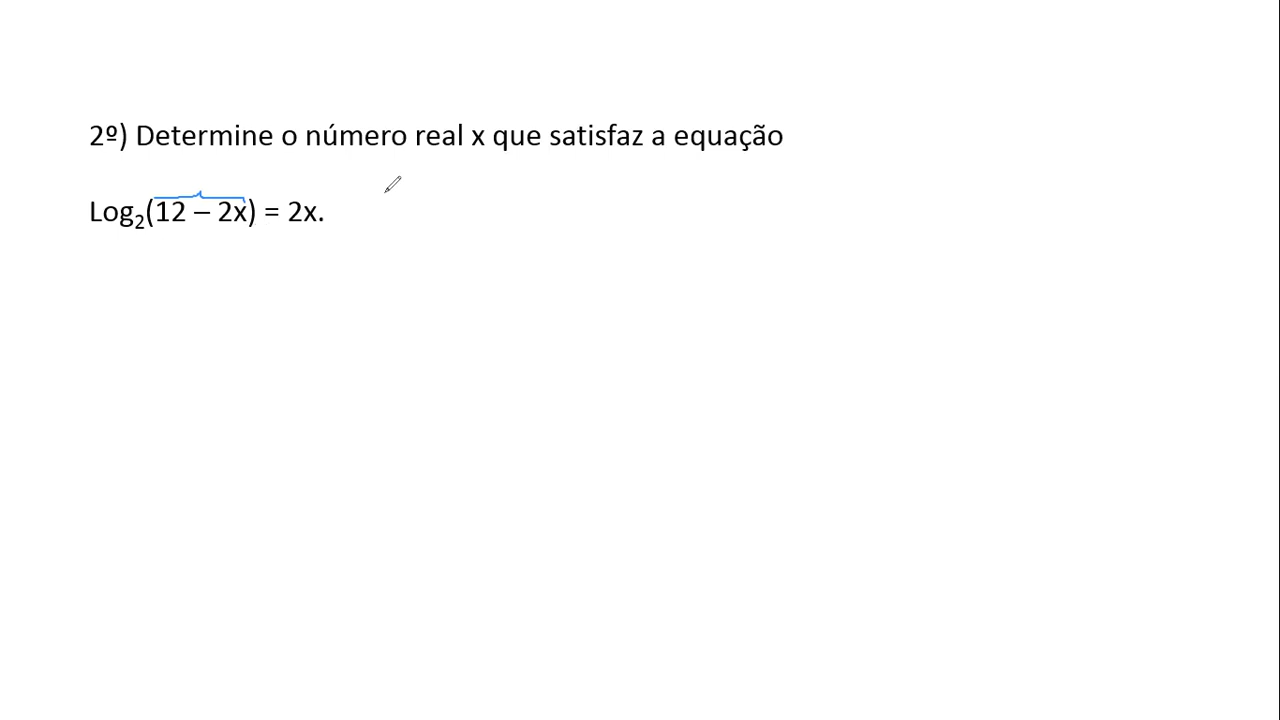 2º) Determine o número real x que satisfaz a equação
Log₂(12 – 2x) = 2x.